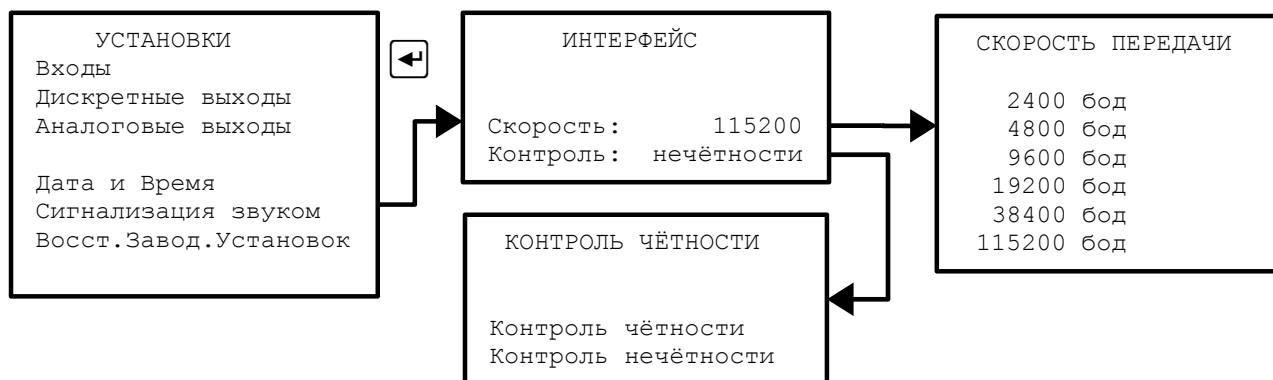 УСТАНОВКИ
Входы
Дискретные выходы
Аналоговые выходы
Дата и Время
Сигнализация звуком
Восст.Завод.Установок
ИНТЕРФЕЙС
Скорость: 115200
Контроль: нечётности
КОНТРОЛЬ ЧЁТНОСТИ
Контроль чётности
Контроль нечётности
СКОРОСТЬ ПЕРЕДАЧИ
2400 бод
4800 бод
9600 бод
19200 бод
38400 бод
115200 бод